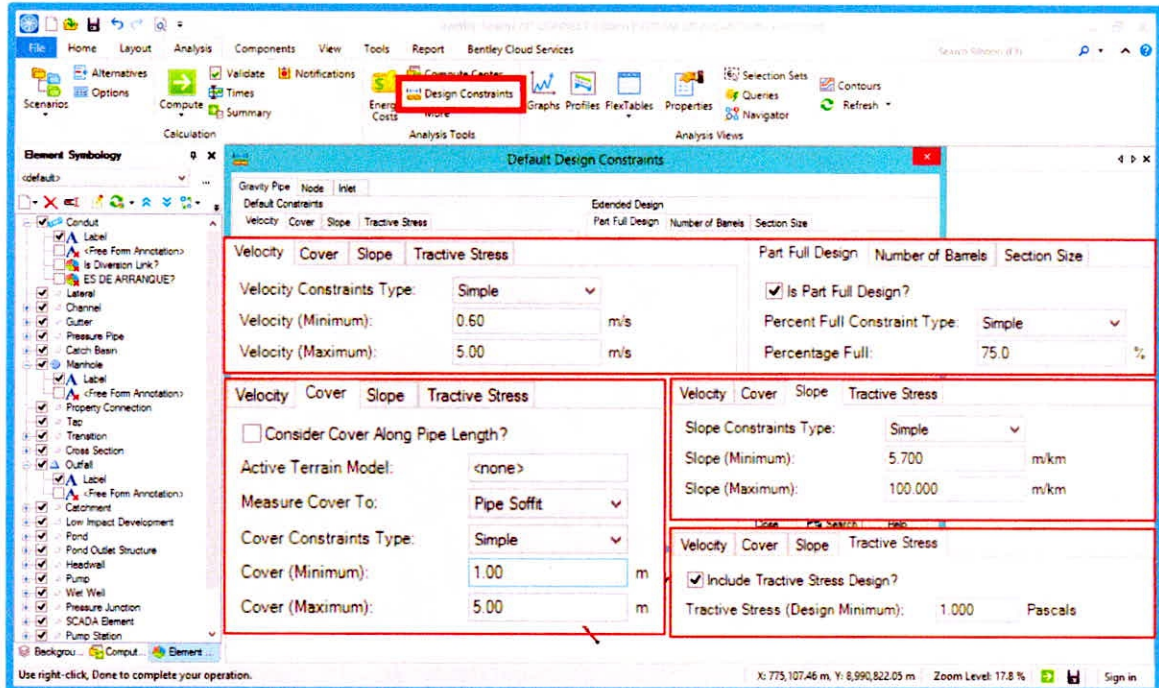 File Home Layout Analysis Components View Tools Report Bentley Cloud Services
Alternatives
Options
Scenarios
Compute
Validate Notifications
Times
Summary
Calculation
Compute Center
Design Constraints
More
Costs
Analysis Tools
Graphs Profiles FlexTables Properties
Selection Sets
Queries
Navigator
Contours
Refresh
Analysis Views
Element Symbology
<default>
Conduit
Label
<Free Form Annotation>
Is Diversion Link?
ES DE ARRANQUE?
Lateral
Channel
Gutter
Pressure Pipe
Catch Basin
Manhole
Label
<Free Form Annotation>
Property Connection
Tap
Transition
Cross Section
Outfall
Label
<Free Form Annotation>
Catchment
Low Impact Development
Pond
Pond Outlet Structure
Headwall
Pump
Wet Well
Pressure Junction
SCADA Element
Pump Station
Backgrou... Comput... Element ...
Default Design Constraints
Gravity Pipe Node Inlet
Default Constraints
Velocity Cover Slope Tractive Stress
Extended Design
Part Full Design Number of Barrels Section Size
Velocity Cover Slope Tractive Stress
Velocity Constraints Type: Simple
Velocity (Minimum): 0.60 m/s
Velocity (Maximum): 5.00 m/s
Part Full Design Number of Barrels Section Size
Is Part Full Design?
Percent Full Constraint Type: Simple
Percentage Full: 75.0 %
Velocity Cover Slope Tractive Stress
Consider Cover Along Pipe Length?
Active Terrain Model: <none>
Measure Cover To: Pipe Soffit
Cover Constraints Type: Simple
Cover (Minimum): 1.00 m
Cover (Maximum): 5.00 m
Velocity Cover Slope Tractive Stress
Slope Constraints Type: Simple
Slope (Minimum): 5.700 m/km
Slope (Maximum): 100.000 m/km
Close Search Help
Velocity Cover Slope Tractive Stress
Include Tractive Stress Design?
Tractive Stress (Design Minimum): 1.000 Pascals
Use right-click, Done to complete your operation.
X: 775,107.46 m, Y: 8,990,822.05 m Zoom Level: 17.8 % Sign in